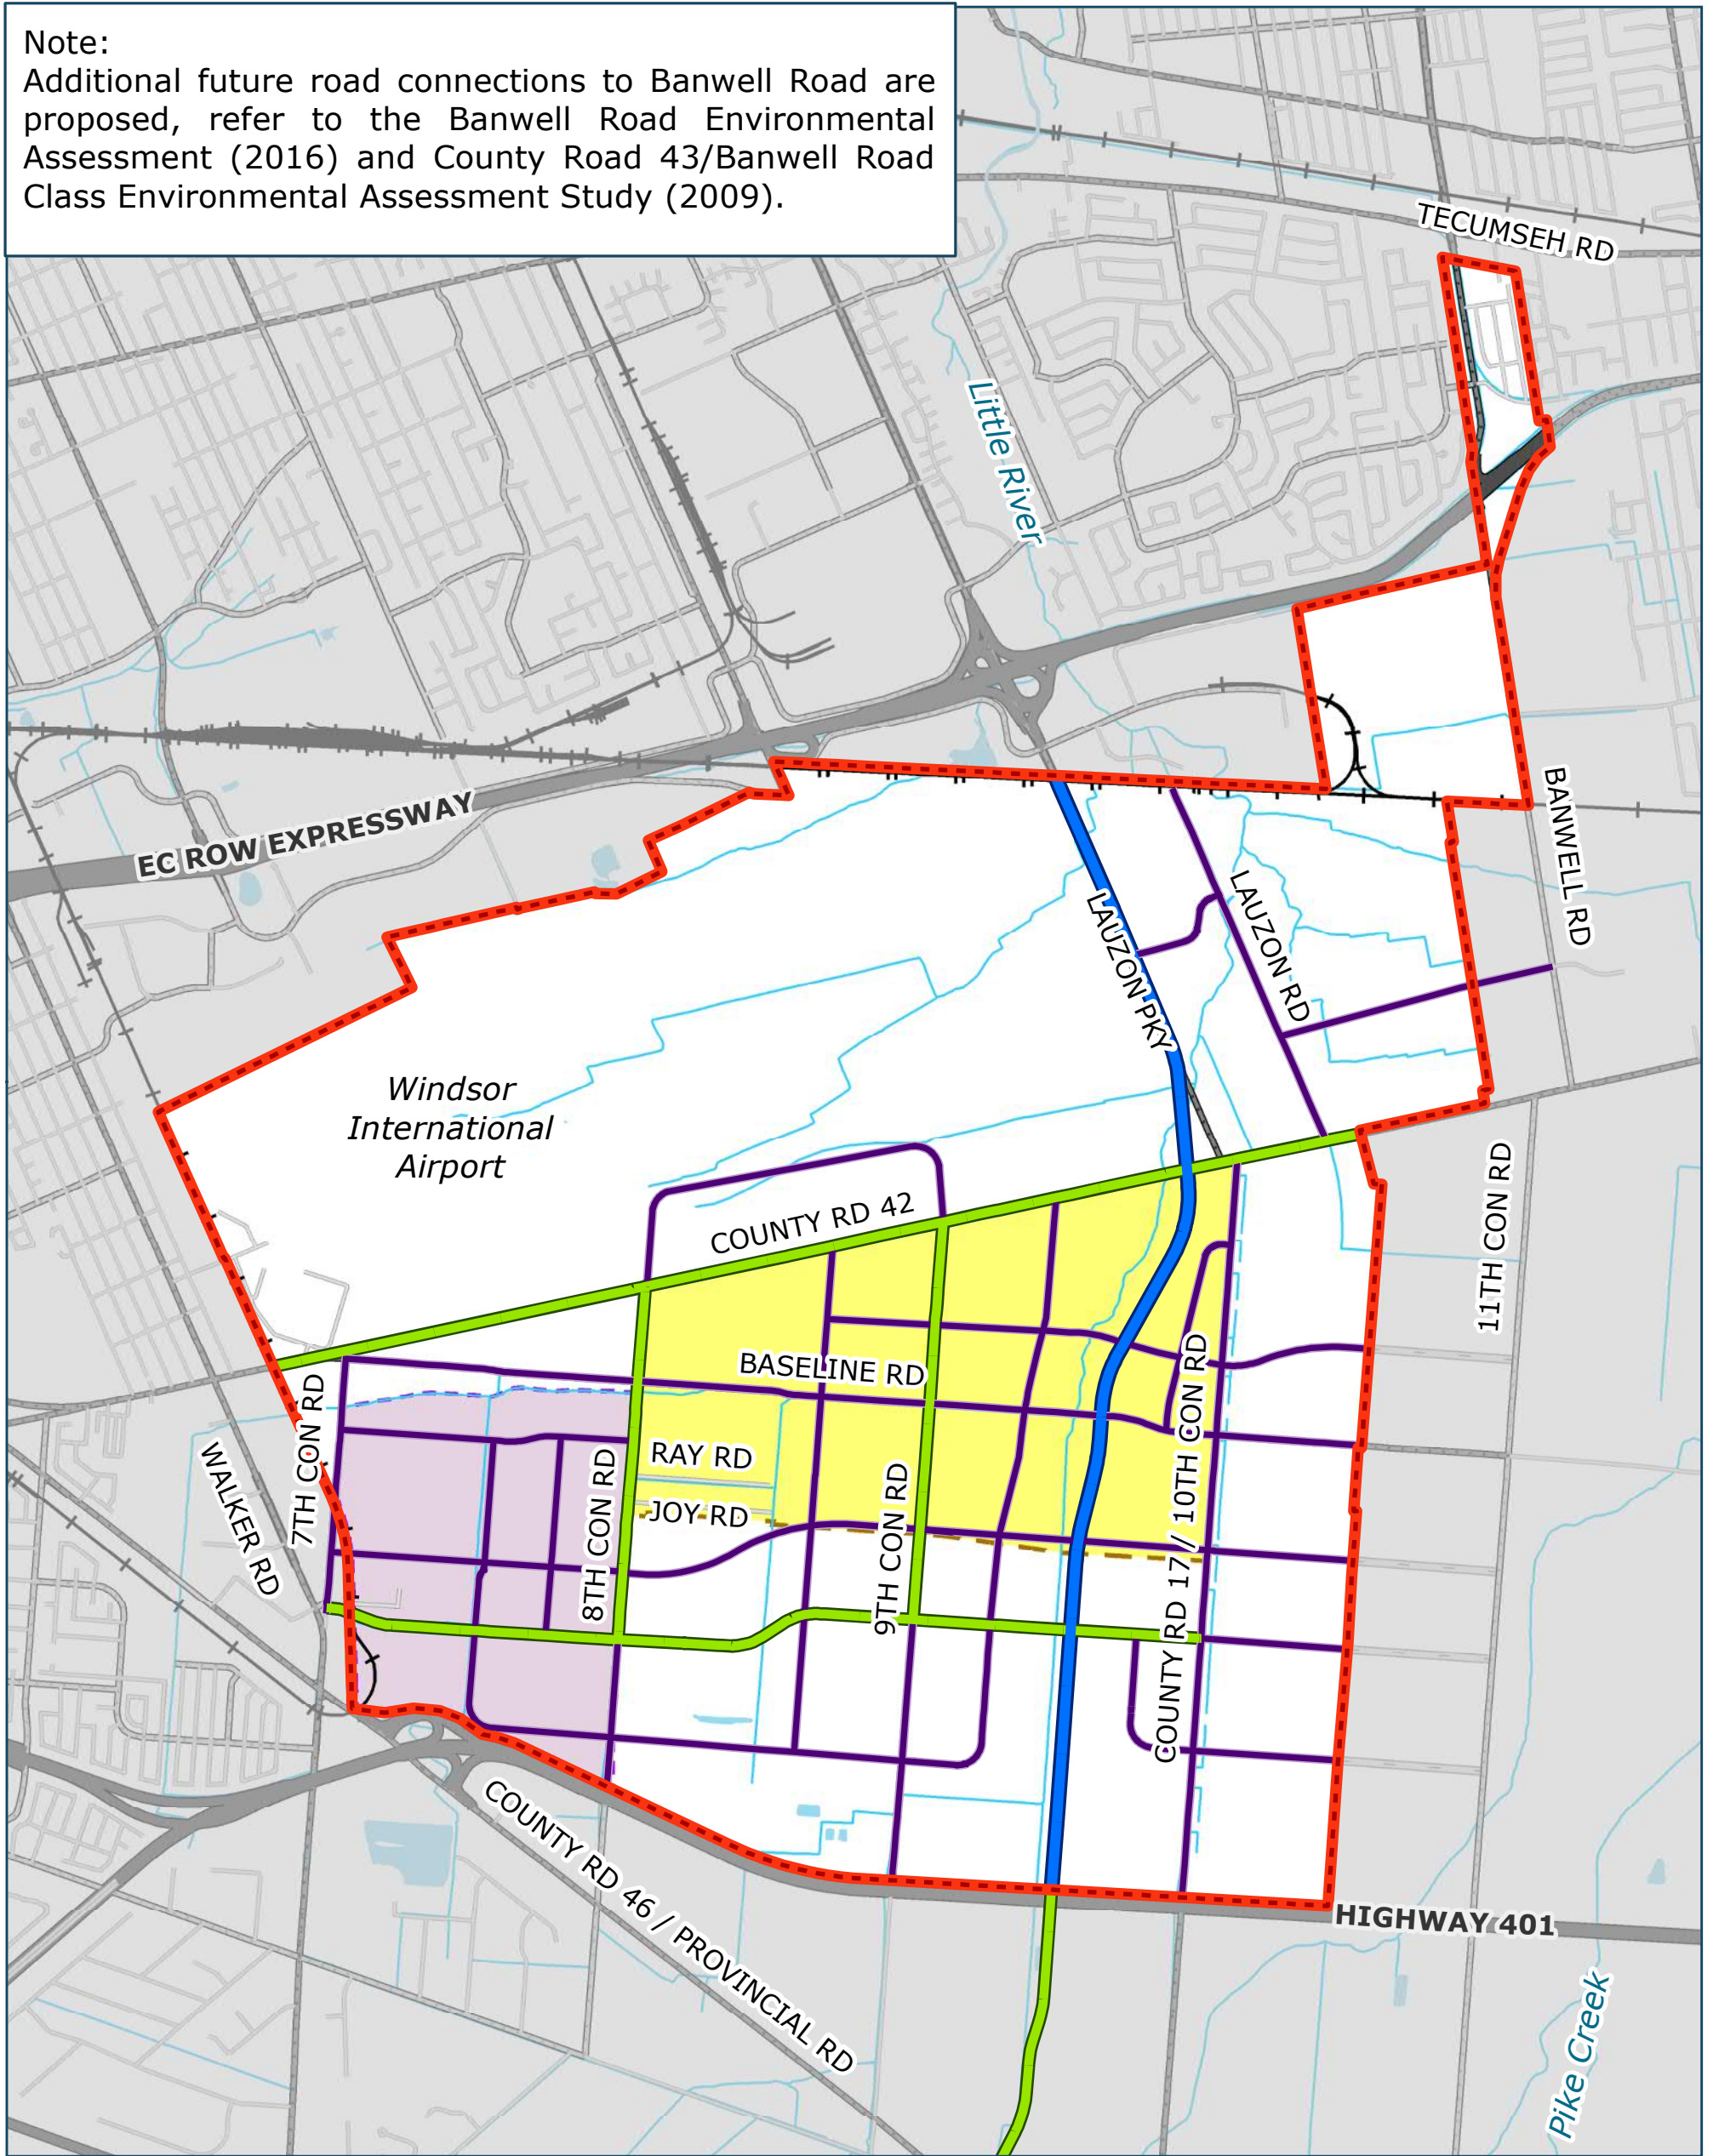 Note:
Additional future road connections to Banwell Road are
proposed, refer to the Banwell Road Environmental
Assessment (2016) and County Road 43/Banwell Road
Class Environmental Assessment Study (2009).
TECUMSEH RD
Little River
EC ROW EXPRESSWAY
BANWELL RD
LAUZON PKY
LAUZON RD
Windsor
International
Airport
COUNTY RD 42
11TH CON RD
BASELINE RD
7TH CON RD
WALKER RD
RAY RD
JOY RD
8TH CON RD
9TH CON RD
COUNTY RD 17 / 10TH CON RD
COUNTY RD 46 / PROVINCIAL RD
HIGHWAY 401
Pike Creek